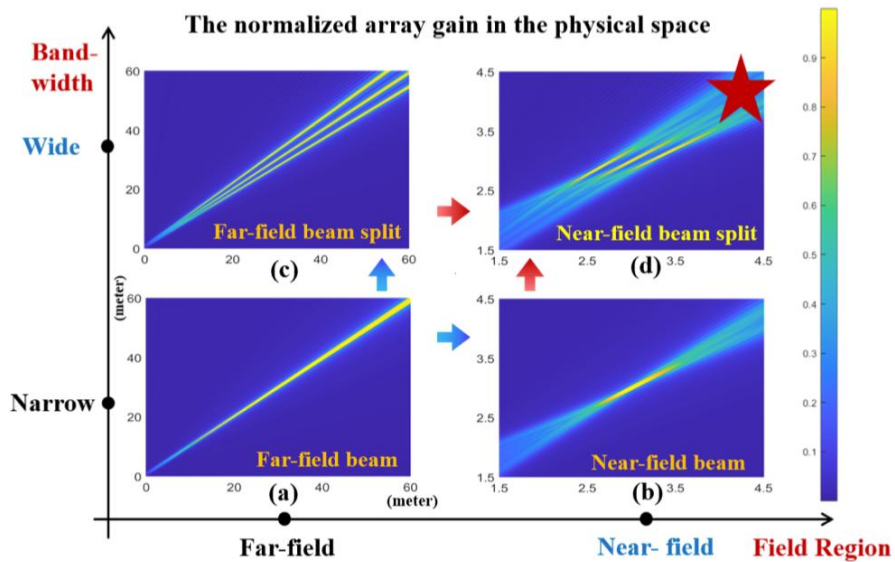 The normalized array gain in the physical space
Band-
width
Wide
Narrow
60
40
20
0
0
20
40
60
Far-field beam split
(c)
4.5
3.5
2.5
1.5
1.5
2.5
3.5
4.5
Near-field beam split
(d)
(meter)
60
40
20
0
0
20
40
60
Far-field beam
(a)
(meter)
4.5
3.5
2.5
1.5
1.5
2.5
3.5
4.5
Near-field beam
(b)
0.9
0.8
0.7
0.6
0.5
0.4
0.3
0.2
0.1
Far-field
Near- field
Field Region